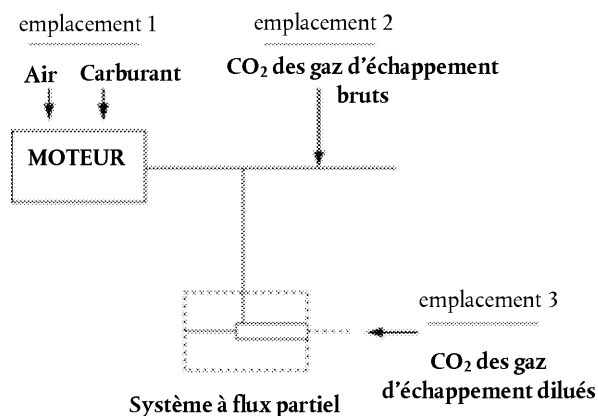 emplacement 1
emplacement 2
Air
Carburant
CO₂ des gaz d'échappement
bruts
MOTEUR
emplacement 3
CO₂ des gaz
d'échappement dilués
Système à flux partiel